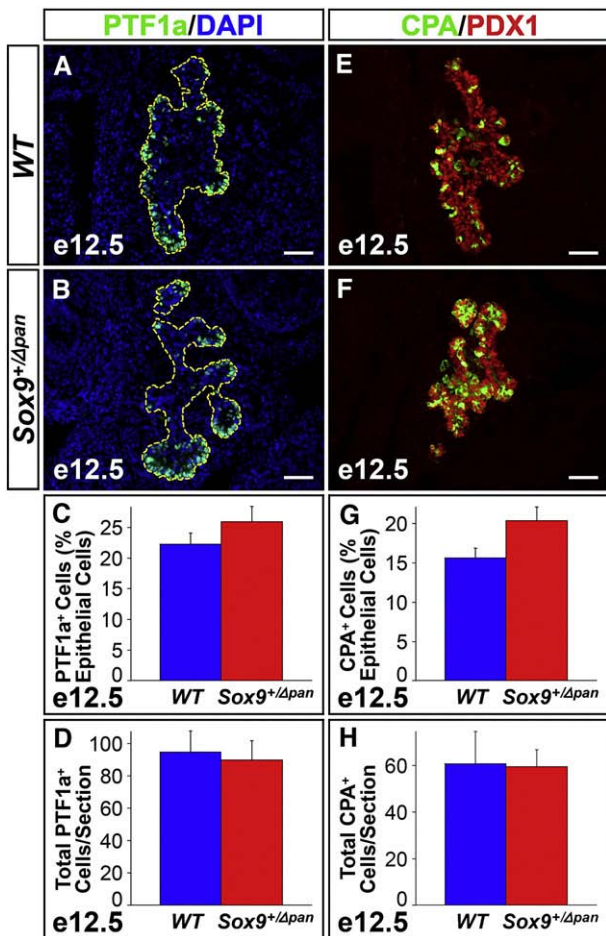 PTF1a/DAPI
CPA/PDX1
WT
A
e12.5
E
e12.5
Sox9+/Δpan
B
e12.5
F
e12.5
C
PTF1a+ Cells (%
Epithelial Cells)
25
20
15
10
5
0
WT Sox9+/Δpan
e12.5
G
CPA+ Cells (%
Epithelial Cells)
20
15
10
5
0
WT Sox9+/Δpan
e12.5
D
Total PTF1a+
Cells/Section
100
80
60
40
20
0
WT Sox9+/Δpan
e12.5
H
Total CPA+
Cells/Section
60
40
20
0
WT Sox9+/Δpan
e12.5